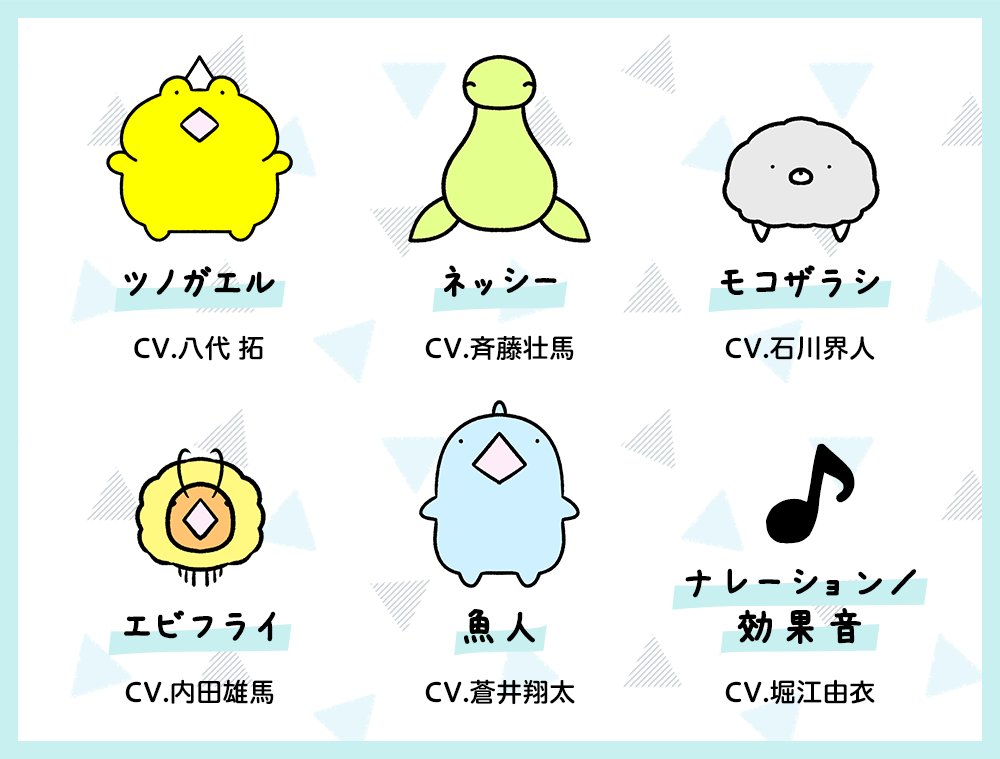 ツノガエル
CV.八代 拓
ネッシー
CV.斉藤壮馬
モコザラシ
CV.石川界人
エビフライ
CV.内田雄馬
魚人
CV.蒼井翔太
ナレーション/
効果音
CV.堀江由衣